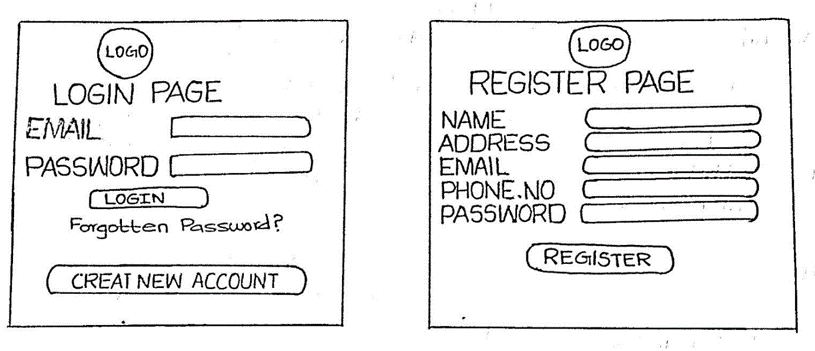 LOGO
LOGIN PAGE
EMAIL
PASSWORD
LOGIN
Forgotten Password?
CREAT NEW ACCOUNT
LOGO
REGISTER PAGE
NAME
ADDRESS
EMAIL
PHONE.NO
PASSWORD
REGISTER